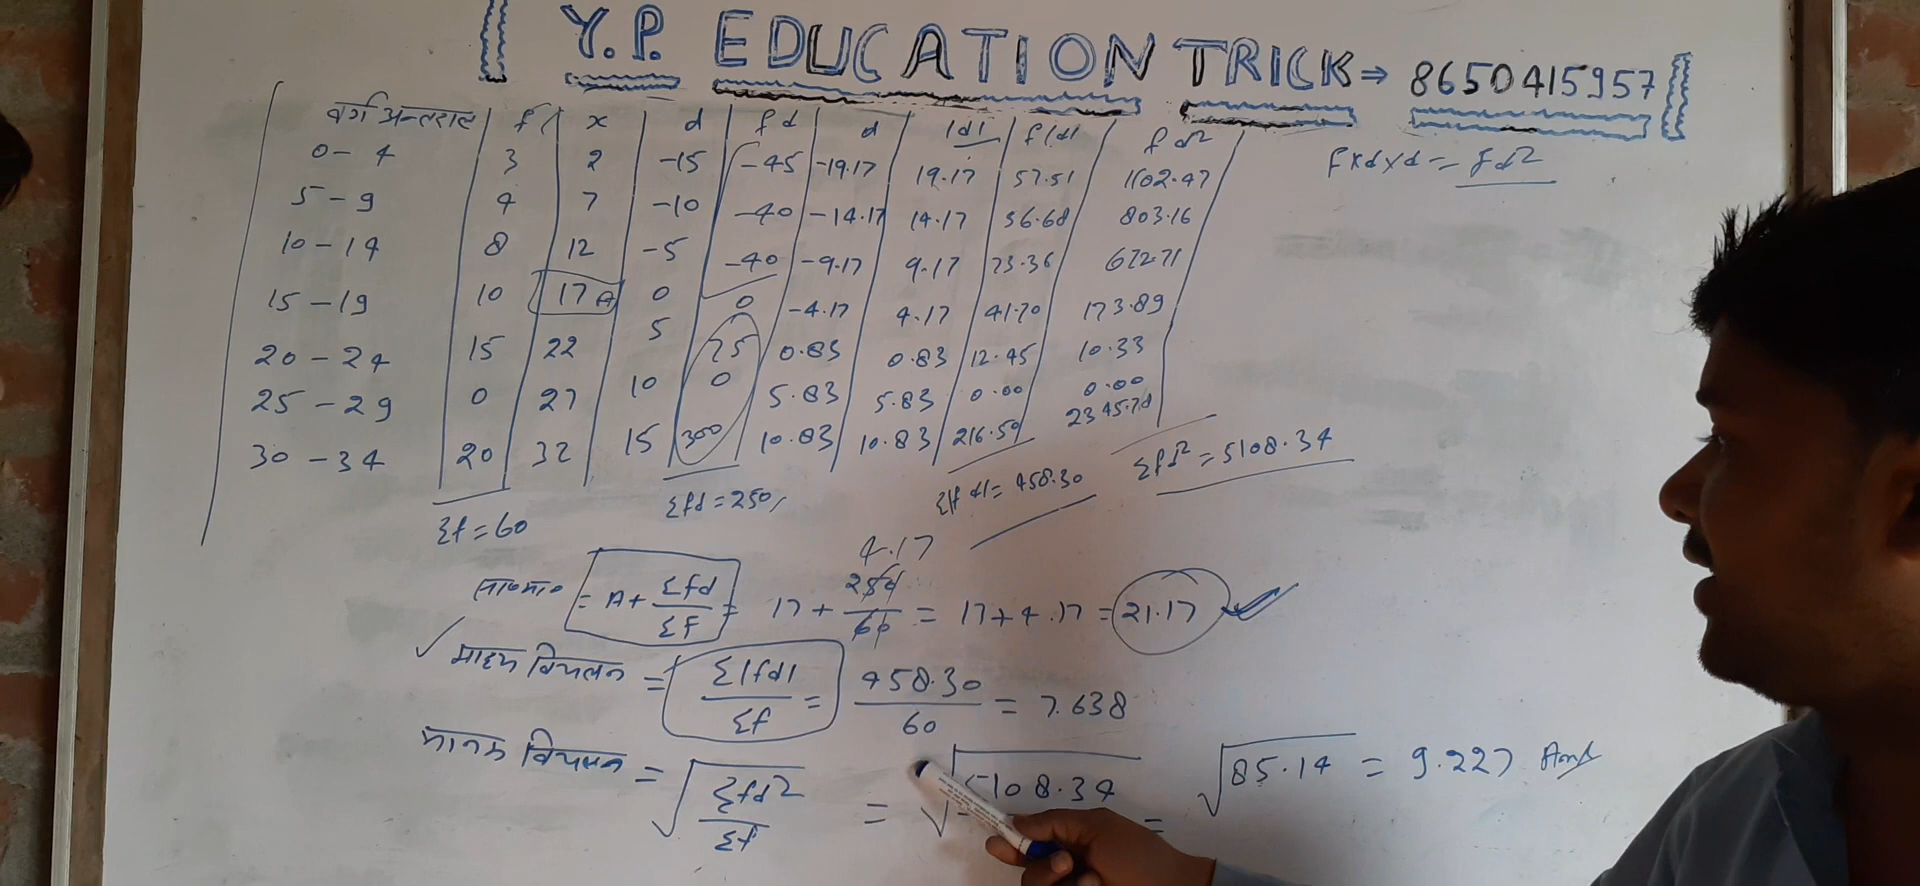 Y.P. EDUCATION TRICK ⇒ 8650415957
वर्ग अन्तराल f x d fd d |d| f|d| fd²
0 - 4 3 2 -15 -45 -19.17 19.17 57.51 1102.47
5 - 9 4 7 -10 -40 -14.17 14.17 56.68 803.16
10 - 14 8 12 -5 -40 -9.17 9.17 73.36 672.71
15 - 19 10 17 A 0 0 -4.17 4.17 41.70 173.89
20 - 24 15 22 5 75 0.83 0.83 12.45 10.33
25 - 29 0 27 10 0 5.83 5.83 0.00 0.00
30 - 34 20 32 15 300 10.83 10.83 216.50 2345.78
f×d×d = fd²
Σf = 60 Σfd = 250, Σ|f d| = 458.30 Σfd² = 5108.34
स०मा० = A + Σfd/Σf = 17 + 250/60 = 17 + 4.17 = 21.17
4.17
माध्य विचलन = Σ|fd|/Σf = 458.30/60 = 7.638
मानक विचलन = √Σfd²/Σf = √5108.34 = √85.14 = 9.227 Ans